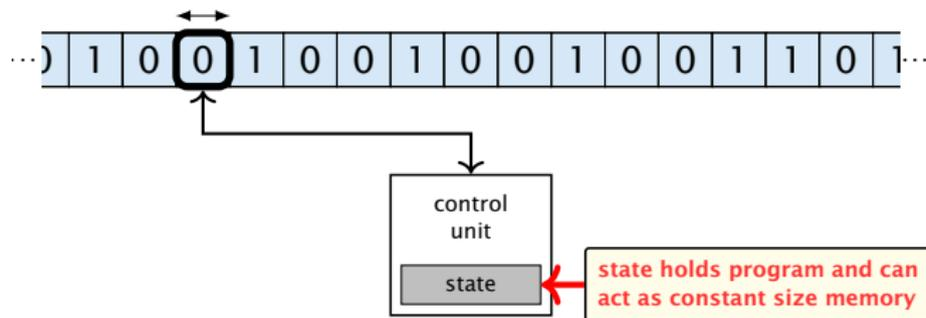 ...0 1 0 0 1 0 0 1 0 0 1 0 0 1 1 0 1...
control
unit
state
state holds program and can
act as constant size memory